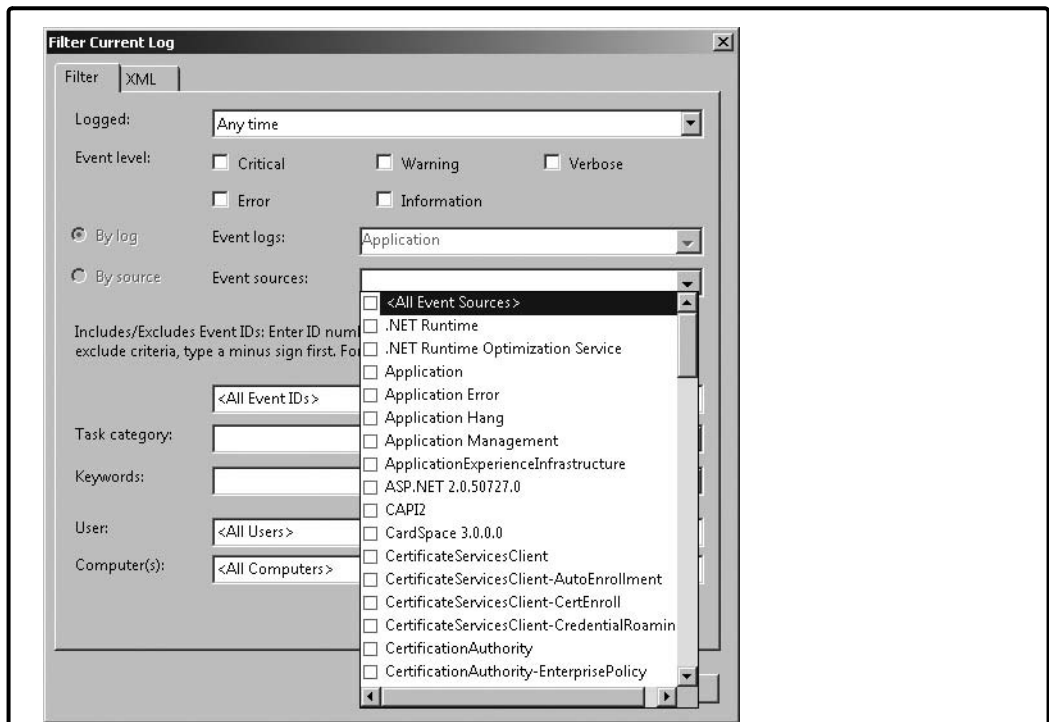 Filter Current Log
Filter XML
Logged: Any time
Event level: Critical Warning Verbose
Error Information
By log Event logs: Application
By source Event sources:
<All Event Sources>
.NET Runtime
Includes/Excludes Event IDs: Enter ID num
.NET Runtime Optimization Service
exclude criteria, type a minus sign first. Fo
Application
Application Error
<All Event IDs>
Application Hang
Task category:
Application Management
ApplicationExperienceInfrastructure
Keywords:
ASP.NET 2.0.50727.0
CAPI2
User: <All Users>
CardSpace 3.0.0.0
CertificateServicesClient
Computer(s): <All Computers>
CertificateServicesClient-AutoEnrollment
CertificateServicesClient-CertEnroll
CertificateServicesClient-CredentialRoamin
CertificationAuthority
CertificationAuthority-EnterprisePolicy